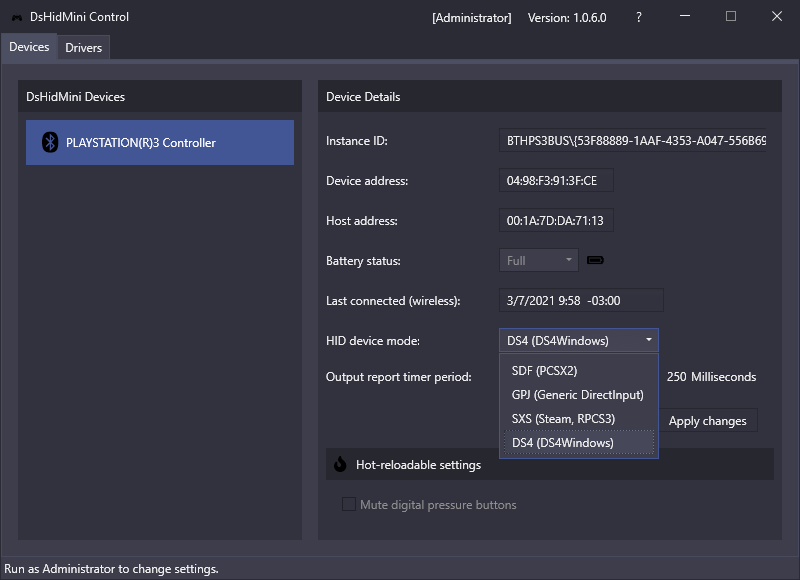 DsHidMini Control
[Administrator] Version: 1.0.6.0 ?
Devices Drivers
DsHidMini Devices
PLAYSTATION(R)3 Controller
Device Details
Instance ID: BTHPS3BUS\{53F88889-1AAF-4353-A047-556B69
Device address: 04:98:F3:91:3F:CE
Host address: 00:1A:7D:DA:71:13
Battery status: Full
Last connected (wireless): 3/7/2021 9:58 -03:00
HID device mode: DS4 (DS4Windows)
SDF (PCSX2)
GPJ (Generic DirectInput)
SXS (Steam, RPCS3)
DS4 (DS4Windows)
Output report timer period: 250 Milliseconds
Apply changes
Hot-reloadable settings
Mute digital pressure buttons
Run as Administrator to change settings.